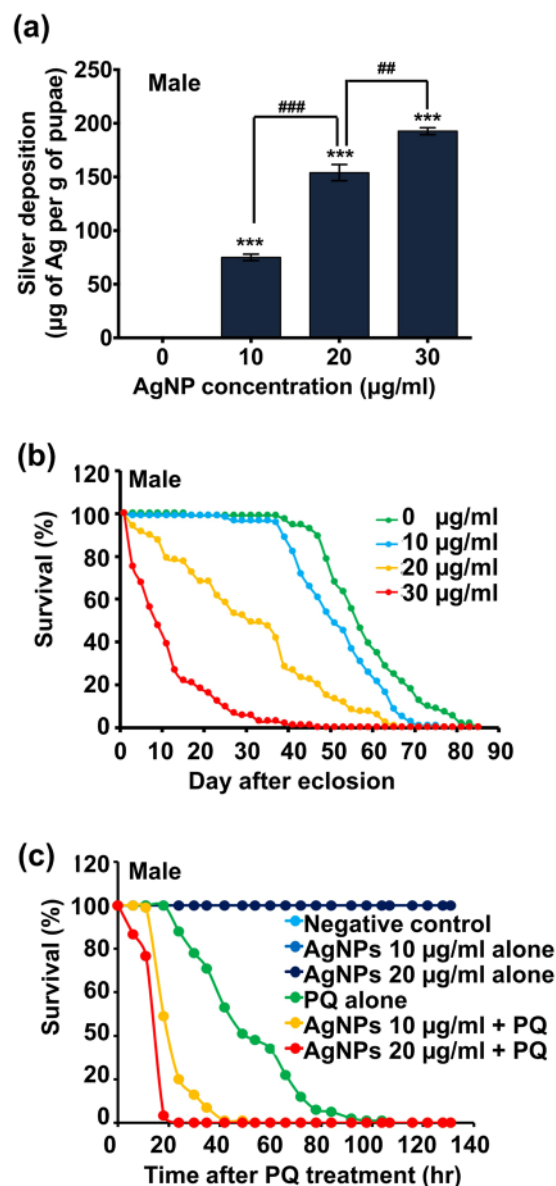 (a)
Male
Silver deposition
(µg of Ag per g of pupae)
250
200
150
100
50
0
***
***
***
###
##
0 10 20 30
AgNP concentration (µg/ml)
(b)
Male
Survival (%)
120
100
80
60
40
20
0
0 µg/ml
10 µg/ml
20 µg/ml
30 µg/ml
0 10 20 30 40 50 60 70 80 90
Day after eclosion
(c)
Male
Survival (%)
120
100
80
60
40
20
0
Negative control
AgNPs 10 µg/ml alone
AgNPs 20 µg/ml alone
PQ alone
AgNPs 10 µg/ml + PQ
AgNPs 20 µg/ml + PQ
0 20 40 60 80 100 120 140
Time after PQ treatment (hr)